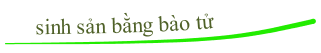 sinh sản bằng bào tử